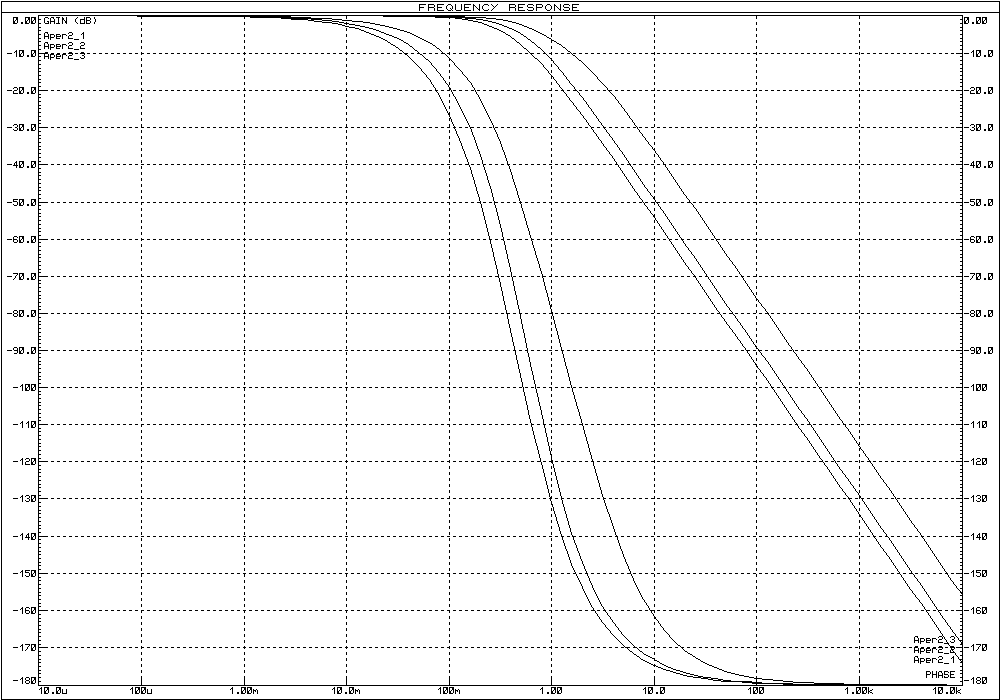 FREQUENCY RESPONSE
0.00 GAIN (dB) 0.00
Aper2_1
Aper2_2
Aper2_3
-10.0 -10.0
-20.0 -20.0
-30.0 -30.0
-40.0 -40.0
-50.0 -50.0
-60.0 -60.0
-70.0 -70.0
-80.0 -80.0
-90.0 -90.0
-100 -100
-110 -110
-120 -120
-130 -130
-140 -140
-150 -150
-160 -160
Aper2_3
-170 Aper2_2 -170
Aper2_1
-180 PHASE -180
10.0u 100u 1.00m 10.0m 100m 1.00 10.0 100 1.00k 10.0k